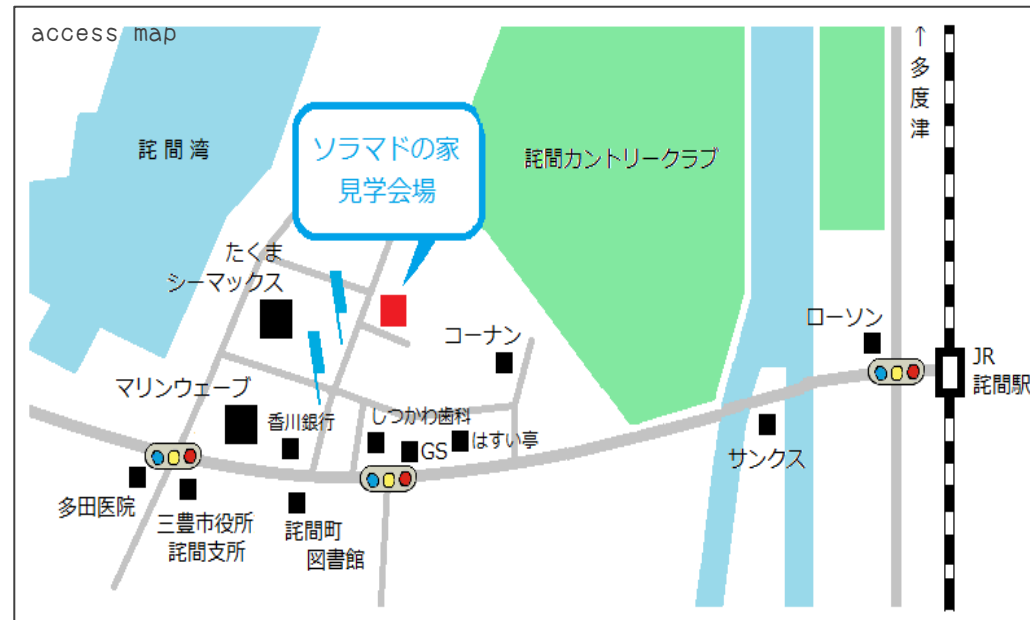 access map
↑多度津
詫間湾
ソラマドの家
見学会場
詫間カントリークラブ
たくま
シーマックス
ローソン
コーナン
JR
詫間駅
マリンウェーブ
香川銀行
しつかわ歯科
GS
はすい亭
サンクス
多田医院
三豊市役所
詫間支所
詫間町
図書館